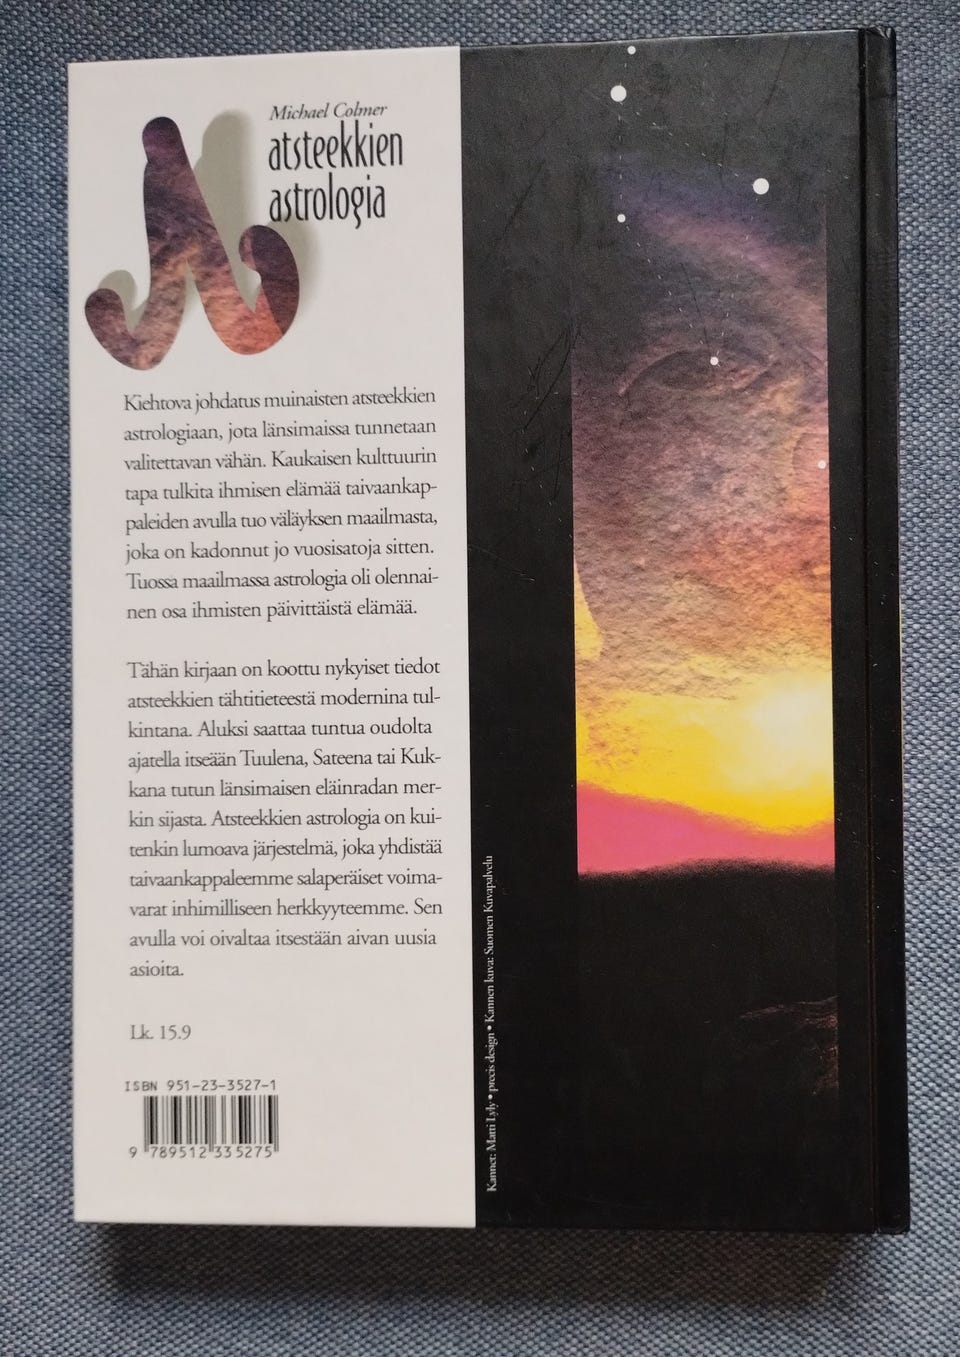 Michael Colmer
atsteekkien
astrologia
Kiehtova johdatus muinaisten atsteekkien
astrologiaan, jota länsimaissa tunnetaan
valitettavan vähän. Kaukaisen kulttuurin
tapa tulkita ihmisen elämää taivaankap-
paleiden avulla tuo väläyksen maailmasta,
joka on kadonnut jo vuosisatoja sitten.
Tuossa maailmassa astrologia oli olennai-
nen osa ihmisten päivittäistä elämää.
Tähän kirjaan on koottu nykyiset tiedot
atsteekkien tähtitieteestä modernina tul-
kintana. Aluksi saattaa tuntua oudolta
ajatella itseään Tuulena, Sateena tai Kuk-
kana tutun länsimaisen eläinradan mer-
kin sijasta. Atsteekkien astrologia on kui-
tenkin lumoava järjestelmä, joka yhdistää
taivaankappaleemme salaperäiset voima-
varat inhimilliseen herkkyyteemme. Sen
avulla voi oivaltaa itsestään aivan uusia
asioita.
Lk. 15.9
ISBN 951-23-3527-1
9 789512 335275
Kannet: Matti Lyly • precis design • Kannen kuva: Suomen Kuvapalvelu